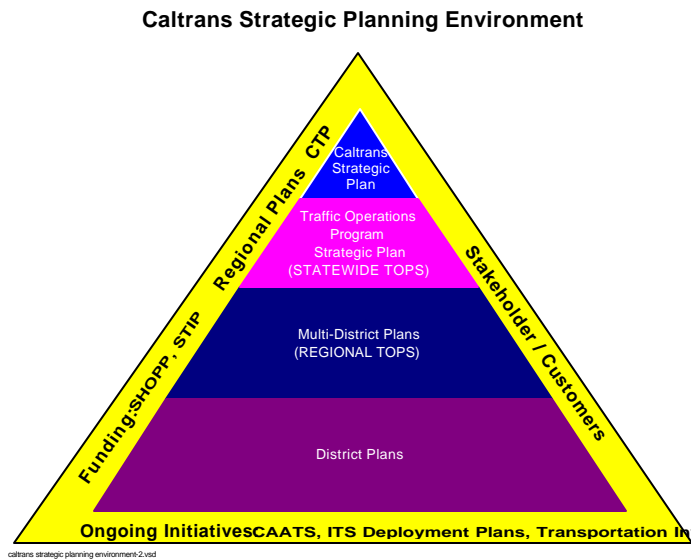 Caltrans Strategic Planning Environment
Caltrans
Strategic
Plan
Traffic Operations
Program
Strategic Plan
(STATEWIDE TOPS)
Multi-District Plans
(REGIONAL TOPS)
District Plans
Funding:SHOPP, STIP Regional Plans CTP
Stakeholder / Customers
Ongoing Initiatives:CAATS, ITS Deployment Plans, Transportation In
caltrans strategic planning environment-2.vsd